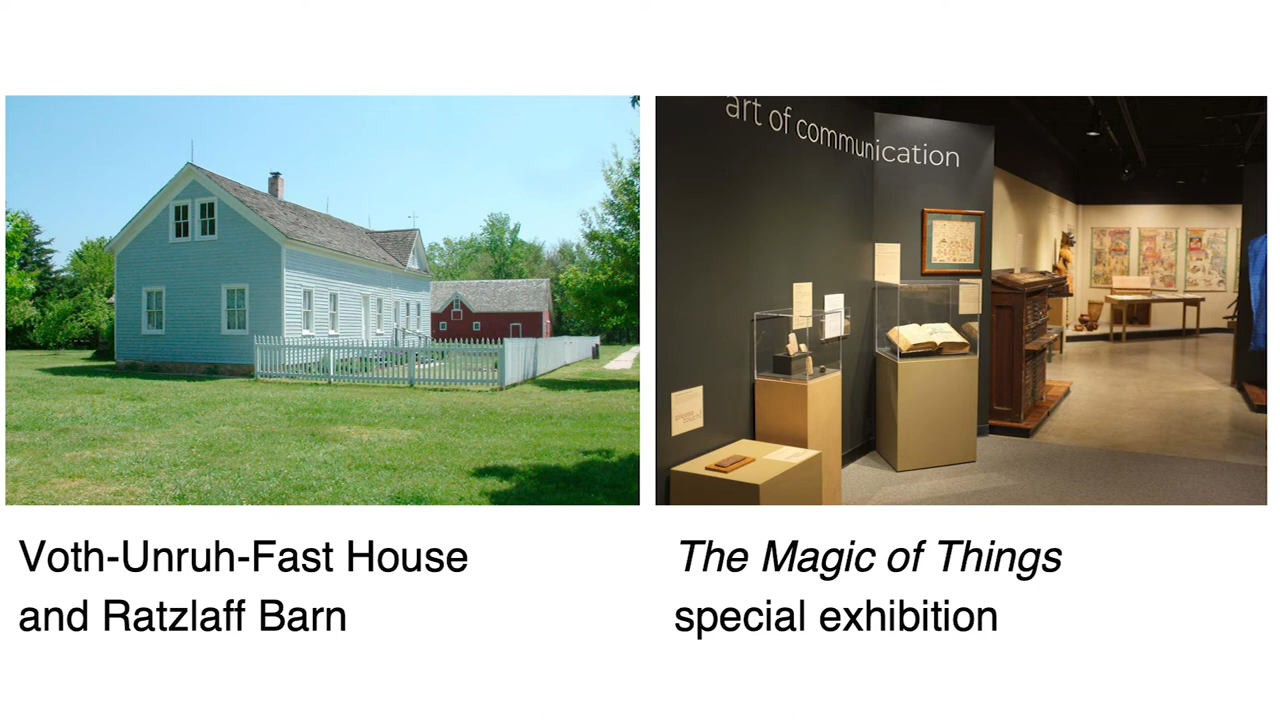 art of communication
Voth-Unruh-Fast House
and Ratzlaff Barn
The Magic of Things
special exhibition